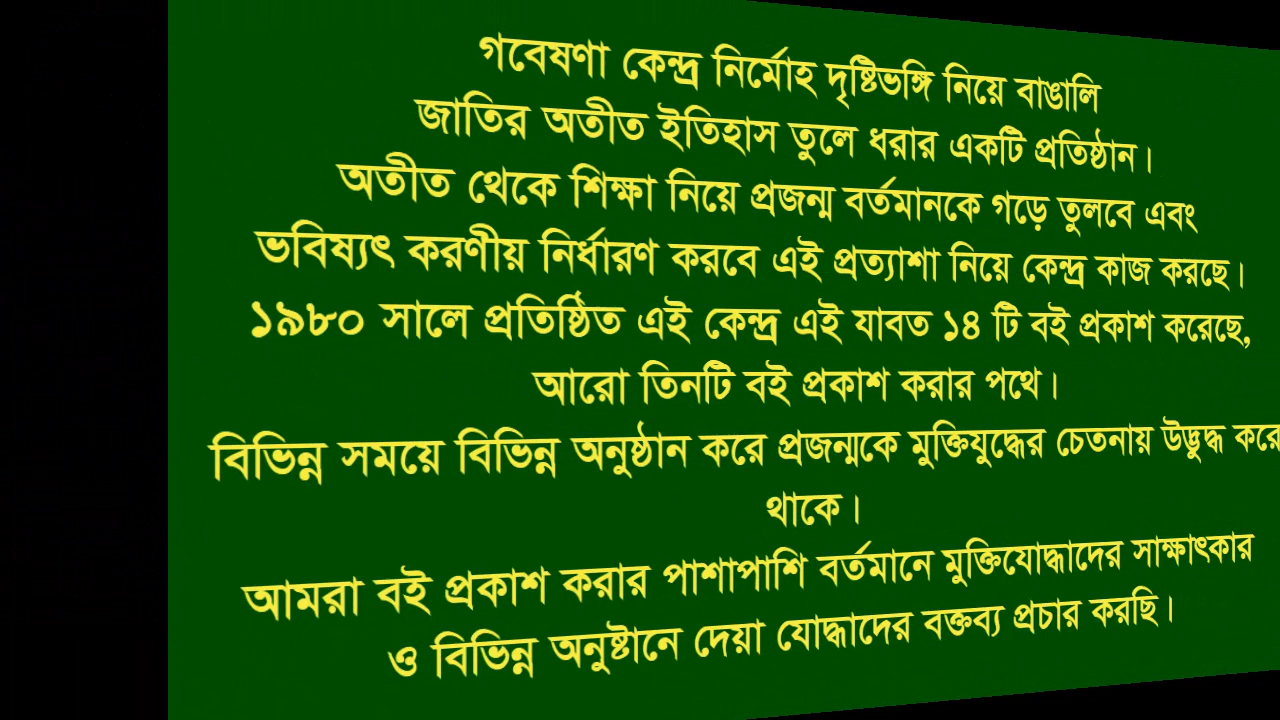 গবেষণা কেন্দ্র নির্মোহ দৃষ্টিভঙ্গি নিয়ে বাঙালি
জাতির অতীত ইতিহাস তুলে ধরার একটি প্রতিষ্ঠান।
অতীত থেকে শিক্ষা নিয়ে প্রজন্ম বর্তমানকে গড়ে তুলবে এবং
ভবিষ্যৎ করণীয় নির্ধারণ করবে এই প্রত্যাশা নিয়ে কেন্দ্র কাজ করছে।
১৯৮০ সালে প্রতিষ্ঠিত এই কেন্দ্র এই যাবত ১৪ টি বই প্রকাশ করেছে,
আরো তিনটি বই প্রকাশ করার পথে।
বিভিন্ন সময়ে বিভিন্ন অনুষ্ঠান করে প্রজন্মকে মুক্তিযুদ্ধের চেতনায় উদ্ভুদ্ধ করে
থাকে।
আমরা বই প্রকাশ করার পাশাপাশি বর্তমানে মুক্তিযোদ্ধাদের সাক্ষাৎকার
ও বিভিন্ন অনুষ্টানে দেয়া যোদ্ধাদের বক্তব্য প্রচার করছি।